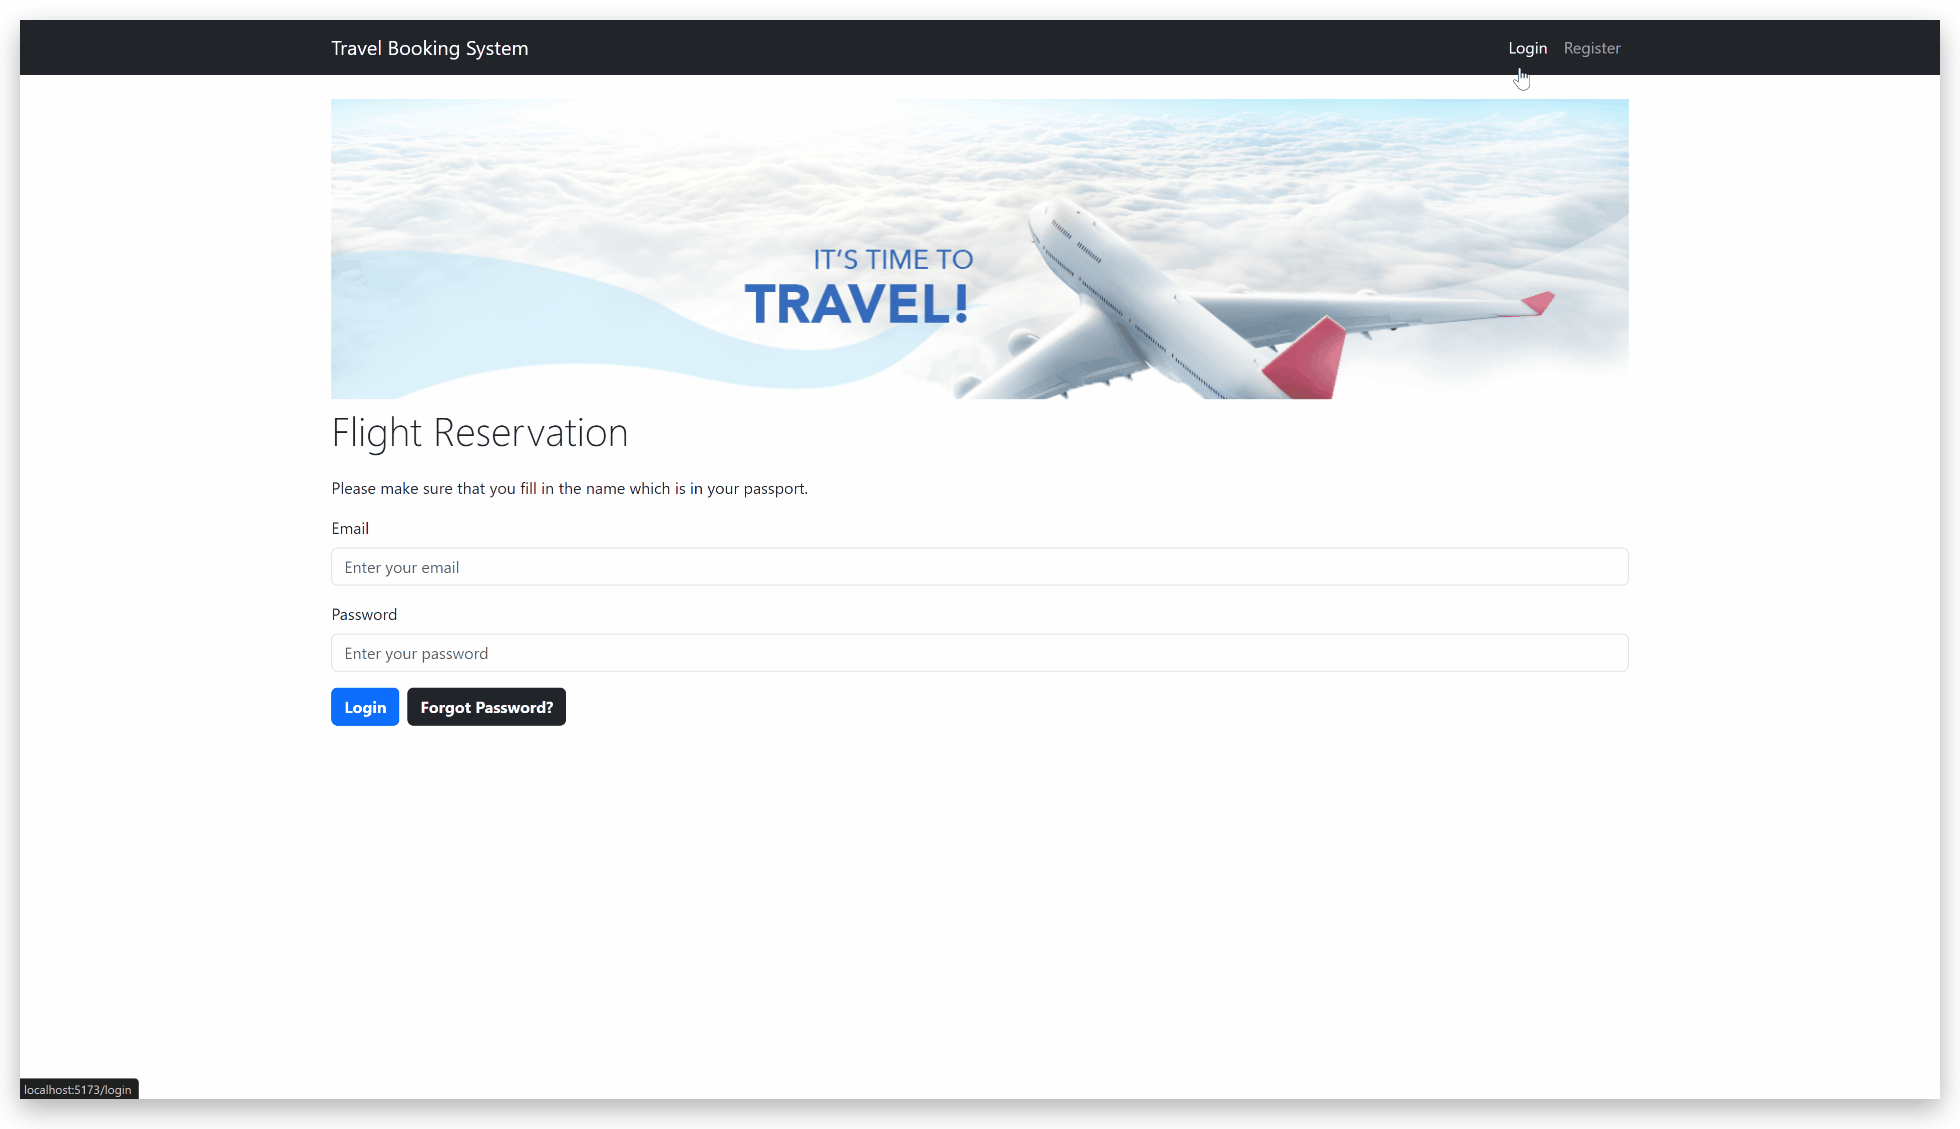 Travel Booking System
Login Register
IT'S TIME TO
TRAVEL!
Flight Reservation
Please make sure that you fill in the name which is in your passport.
Email
Enter your email
Password
Enter your password
Login Forgot Password?
localhost:5173/login